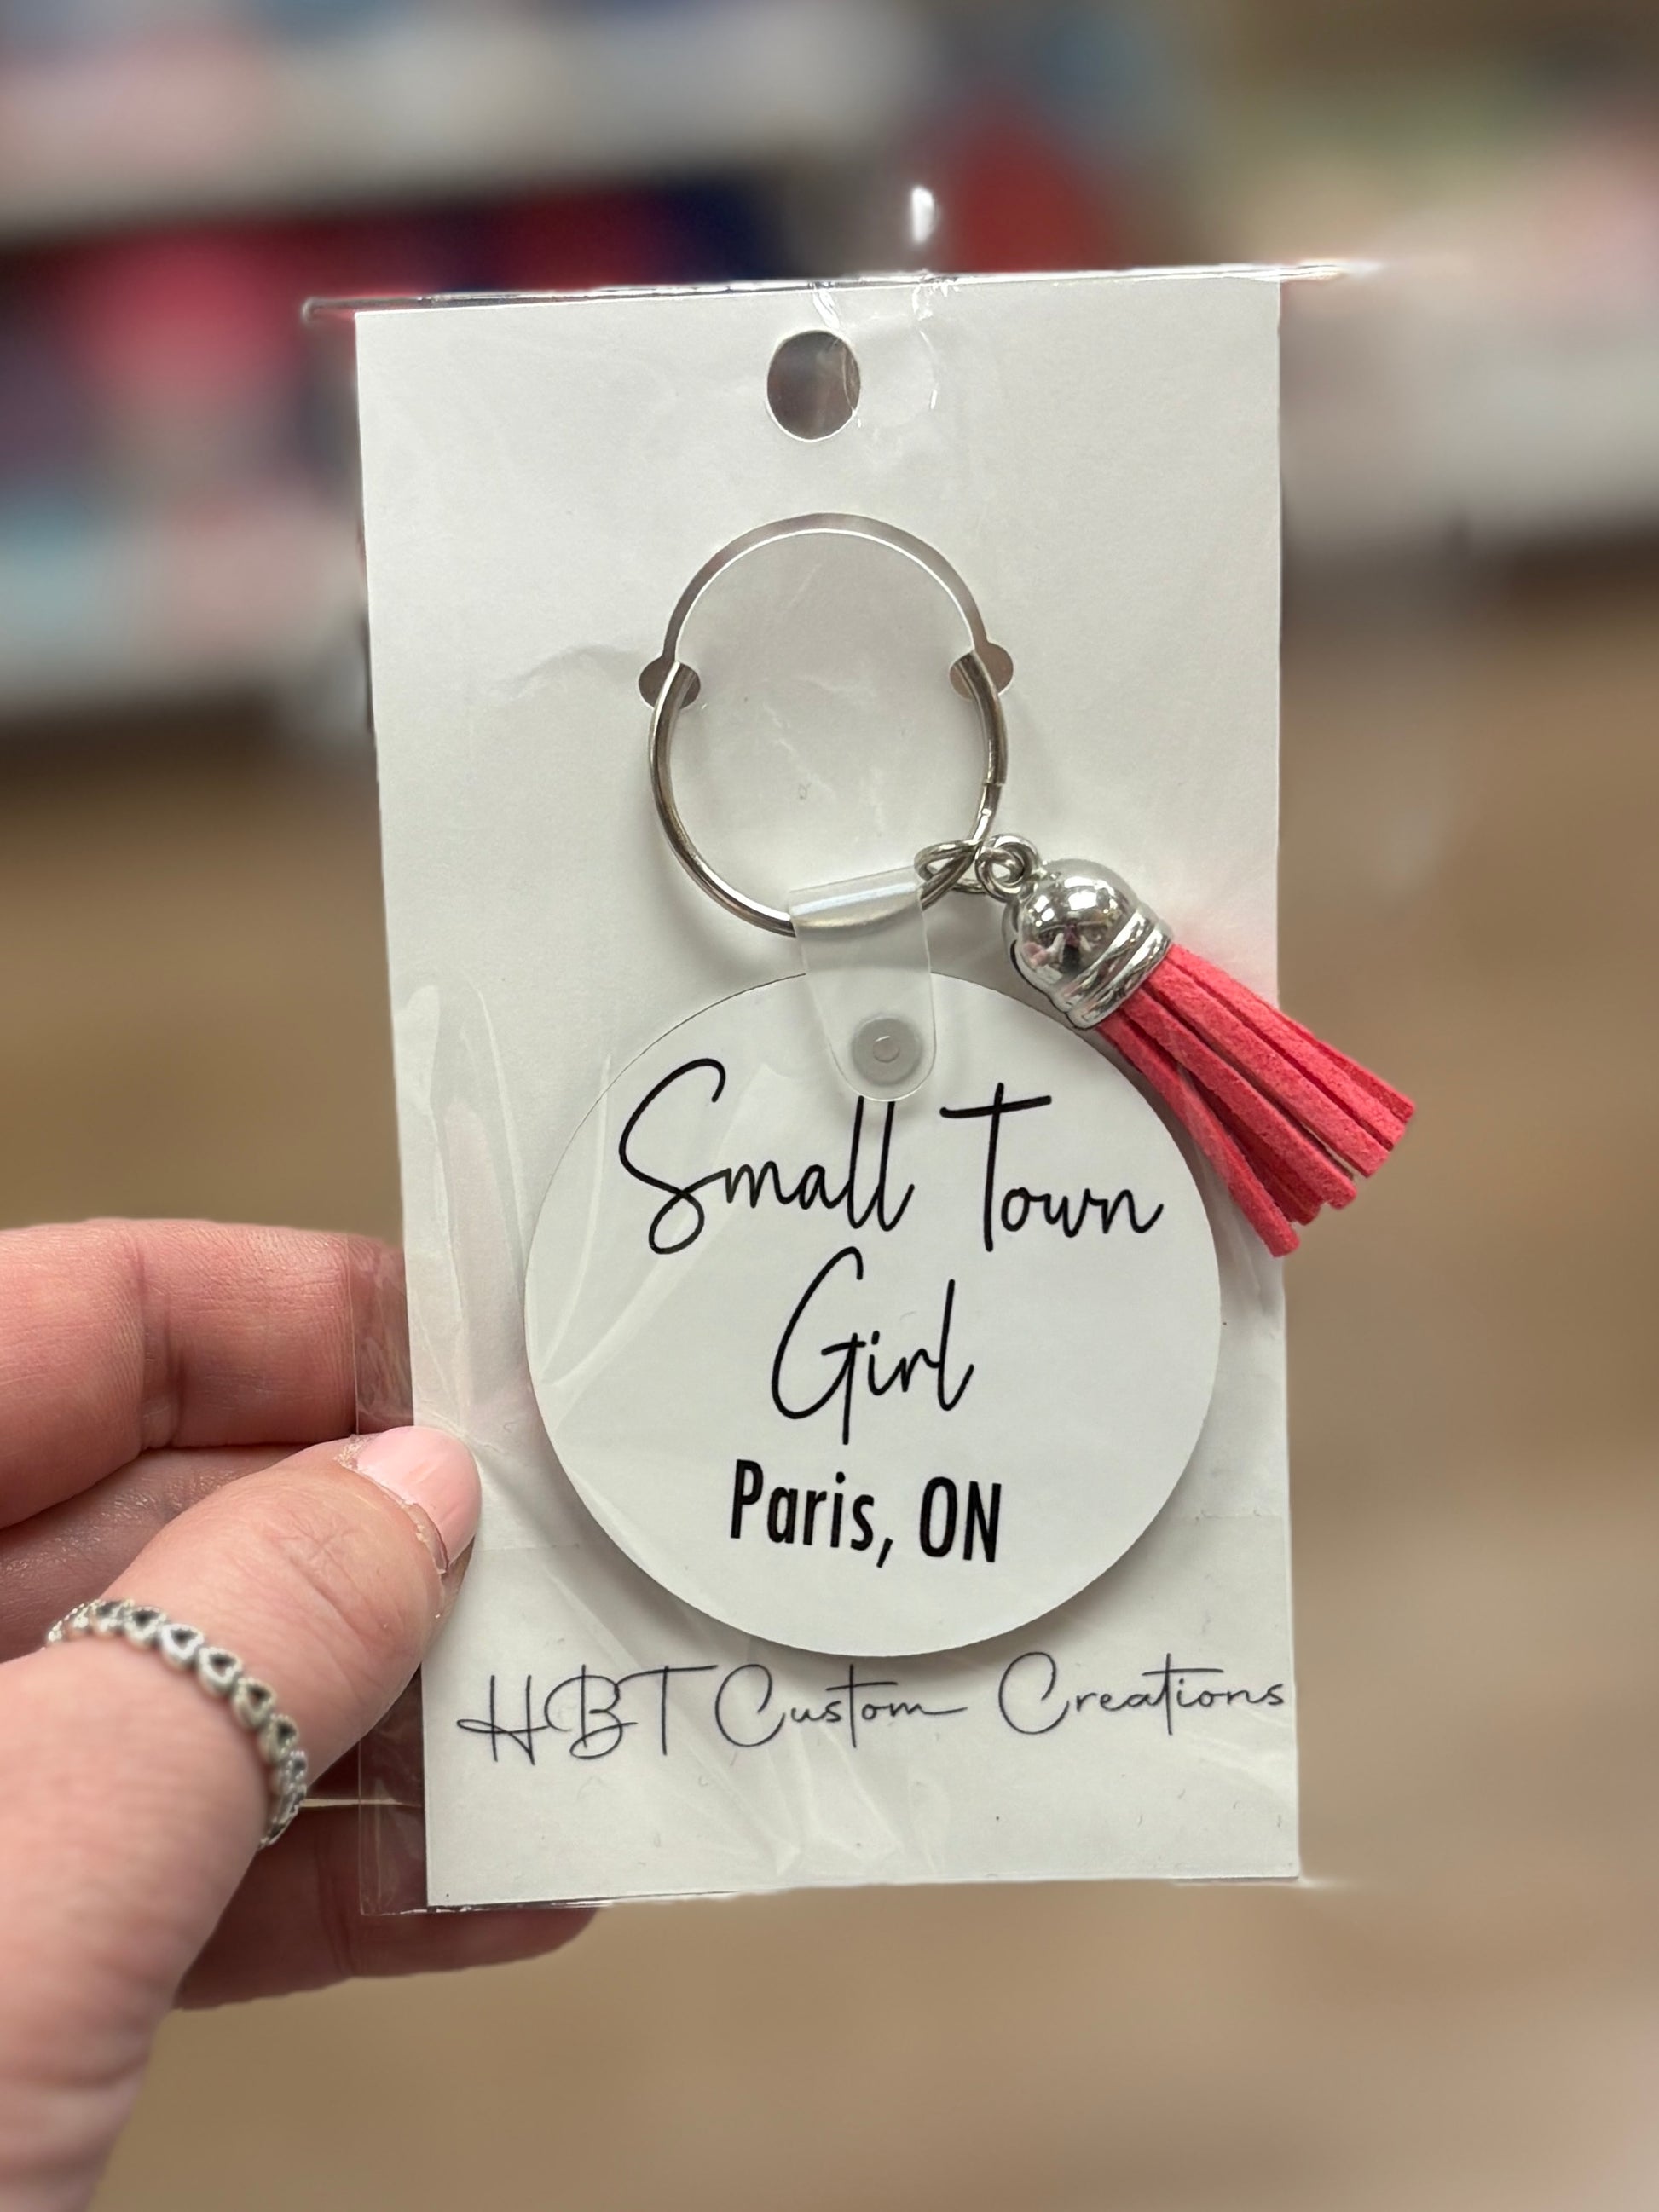 Small Town
Girl
Paris, ON
HBT Custom Creations